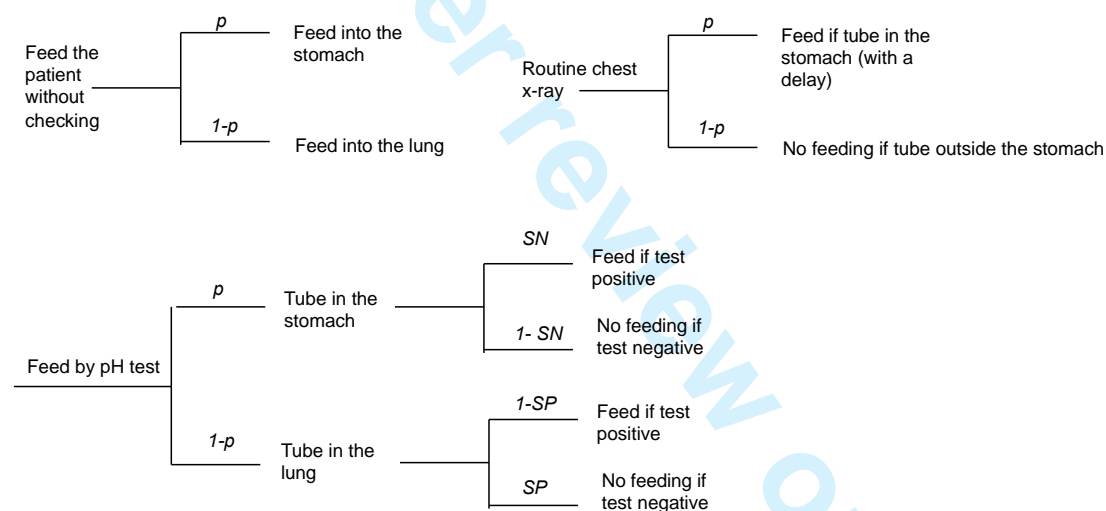 p
Feed into the
stomach
Feed the
patient
without
checking
1-p
Feed into the lung
p
Feed if tube in the
stomach (with a
delay)
Routine chest
x-ray
1-p
No feeding if tube outside the stomach
SN
Feed if test
positive
p
Tube in the
stomach
1- SN
No feeding if
test negative
Feed by pH test
1-SP
Feed if test
positive
1-p
Tube in the
lung
SP
No feeding if
test negative
er review